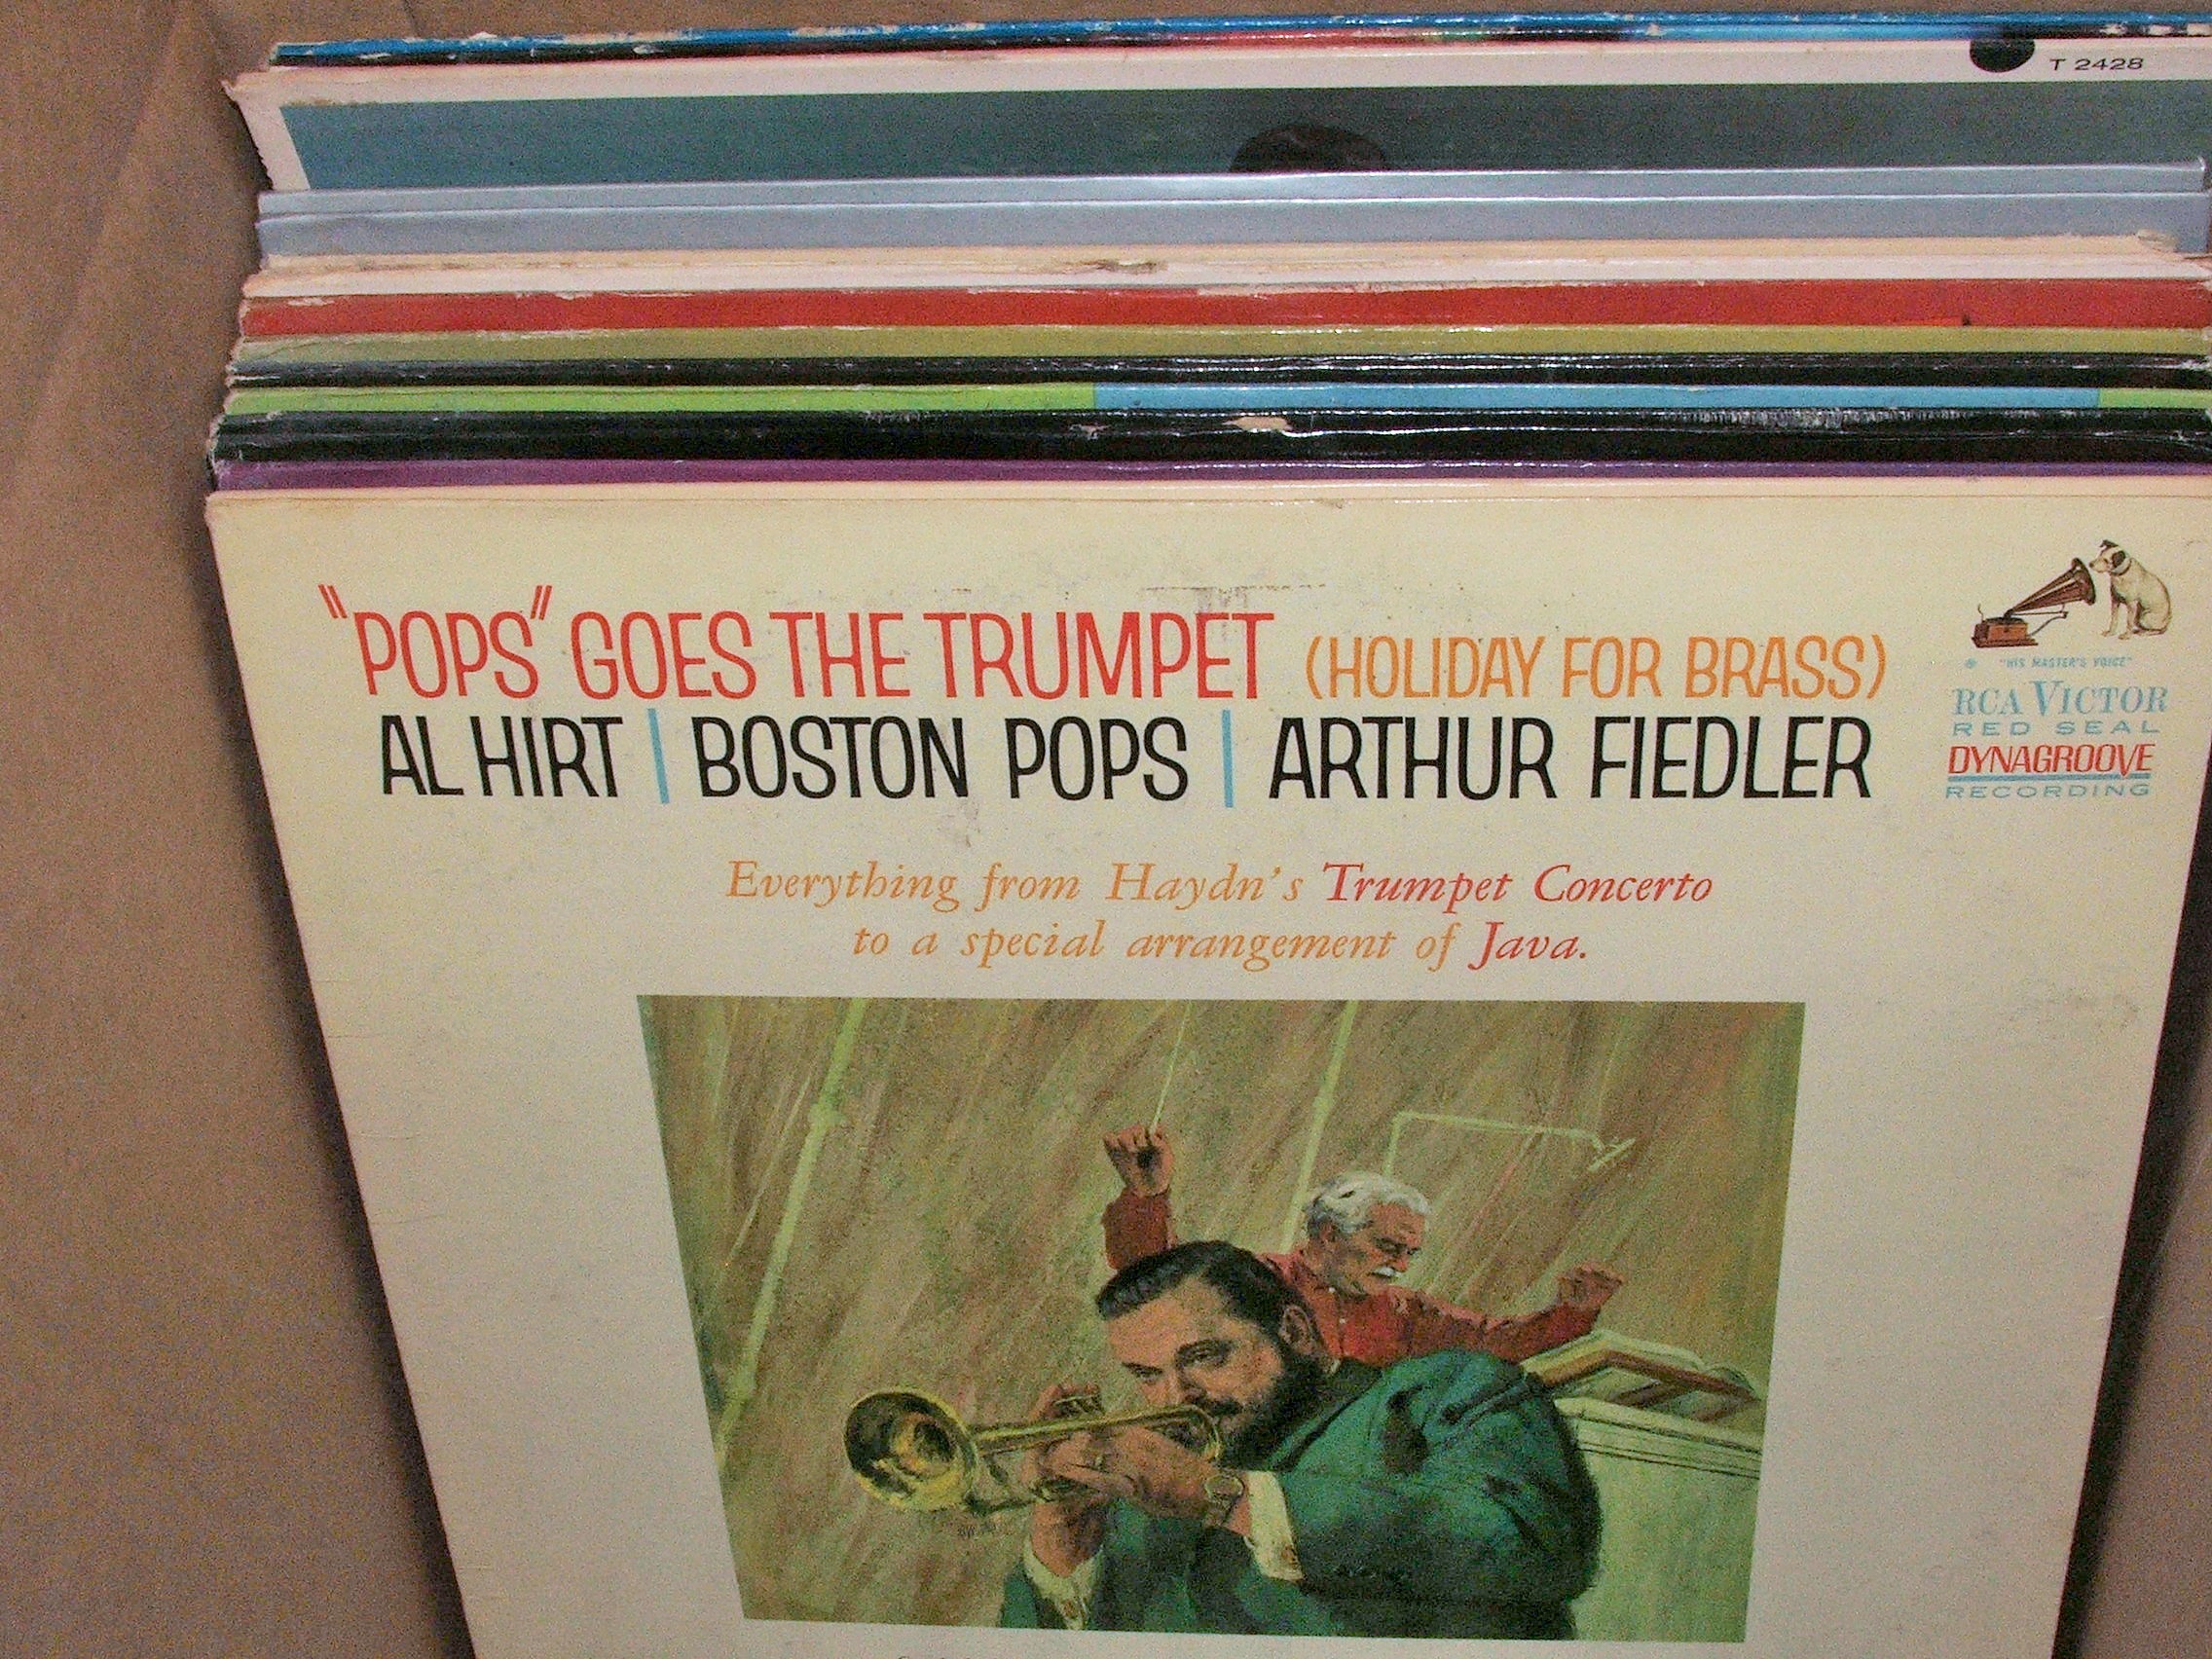 T 2428
"POPS" GOES THE TRUMPET (HOLIDAY FOR BRASS)
AL HIRT | BOSTON POPS | ARTHUR FIEDLER
"HIS MASTER'S VOICE"
RCA VICTOR
RED SEAL
DYNAGROOVE
RECORDING
Everything from Haydn's Trumpet Concerto
to a special arrangement of Java.